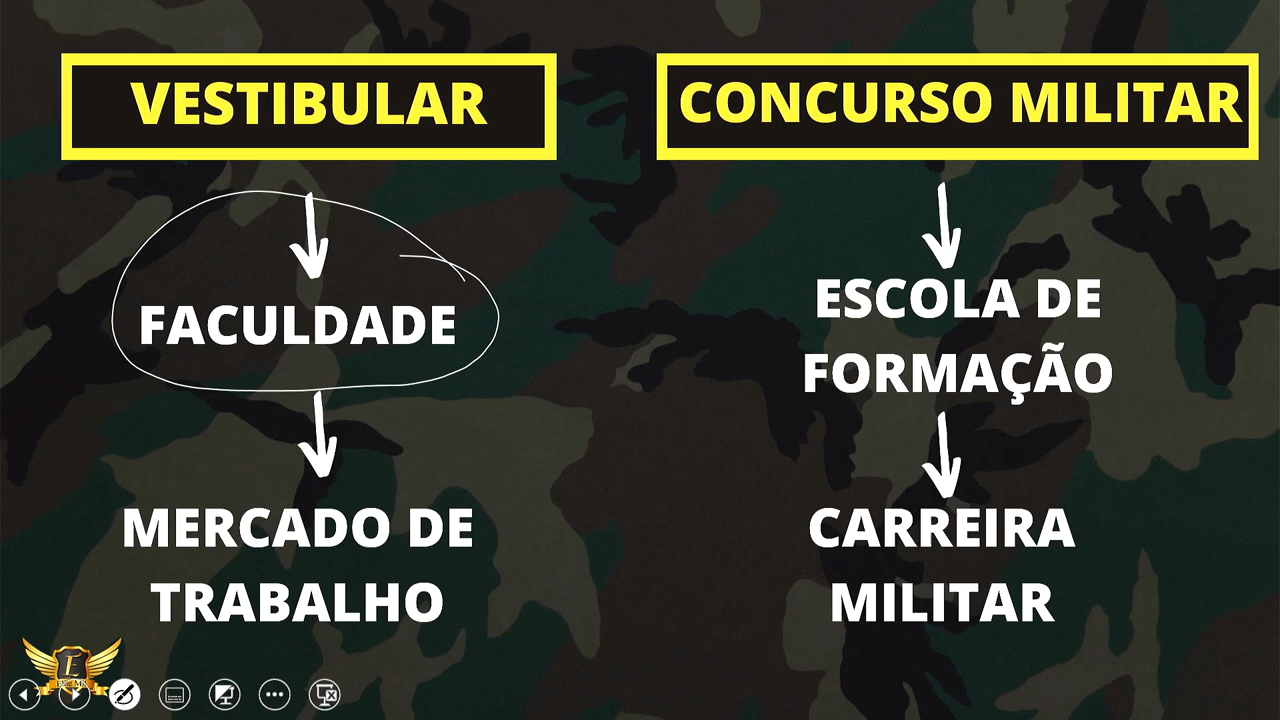 VESTIBULAR
FACULDADE
MERCADO DE
TRABALHO
CONCURSO MILITAR
ESCOLA DE
FORMAÇÃO
CARREIRA
MILITAR